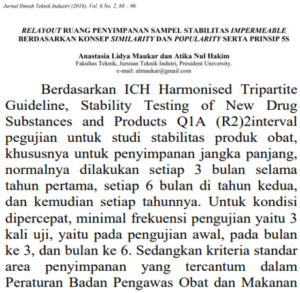 Jurnal Ilmiah Teknik Industri (2018), Vol. 6 No. 2, 88 – 96
RELAYOUT RUANG PENYIMPANAN SAMPEL STABILITAS IMPERMEABLE
BERDASARKAN KONSEP SIMILARITY DAN POPULARITY SERTA PRINSIP 5S
Anastasia Lidya Maukar dan Atika Nul Hakim
Fakultas Teknik, Jurusan Teknik Industri, President University.
e-mail: almaukar@gmail.com
Berdasarkan ICH Harmonised Tripartite
Guideline, Stability Testing of New Drug
Substances and Products Q1A (R2)2interval
pegujian untuk studi stabilitas produk obat,
khususnya untuk penyimpanan jangka panjang,
normalnya dilakukan setiap 3 bulan selama
tahun pertama, setiap 6 bulan di tahun kedua,
dan kemudian setiap tahunnya. Untuk kondisi
dipercepat, minimal frekuensi pengujian yaitu 3
kali uji, yaitu pada pengujian awal, pada bulan
ke 3, dan bulan ke 6. Sedangkan kriteria standar
area penyimpanan yang tercantum dalam
Peraturan Badan Pengawas Obat dan Makanan